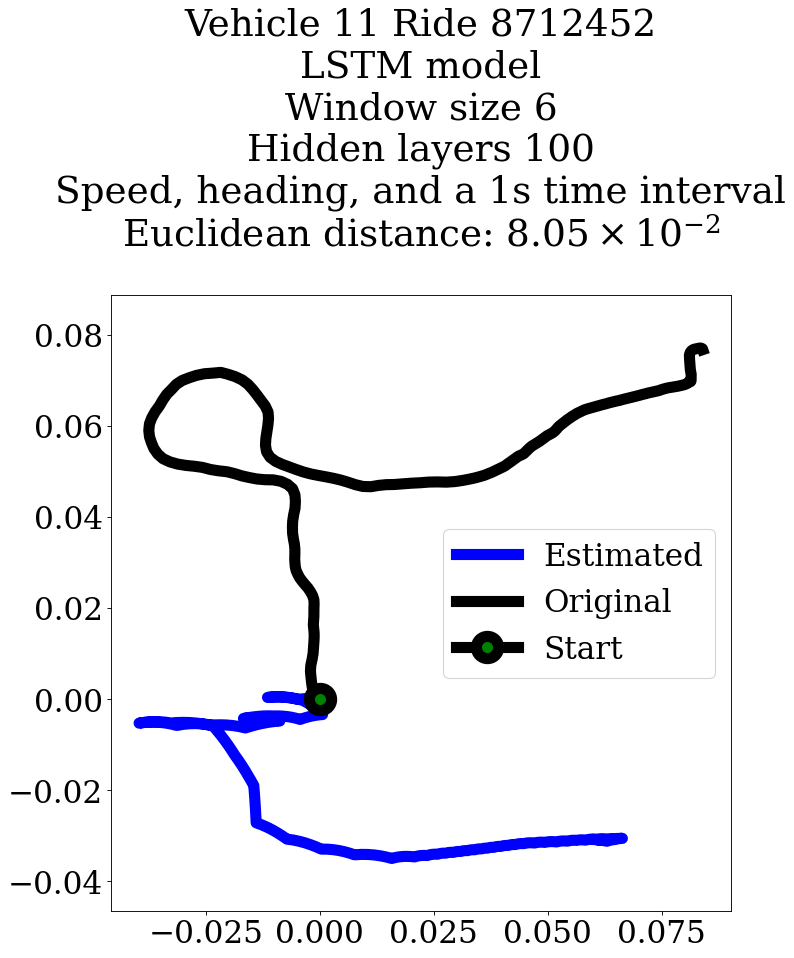 Vehicle 11 Ride 8712452
LSTM model
Window size 6
Hidden layers 100
Speed, heading, and a 1s time interval
Euclidean distance: 8.05 × 10⁻²
0.08
0.06
0.04
0.02
0.00
−0.02
−0.04
Estimated
Original
Start
−0.025 0.000 0.025 0.050 0.075